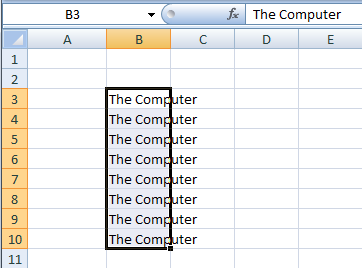 B3 fx The Computer
A B C D E
1
2
3 The Computer
4 The Computer
5 The Computer
6 The Computer
7 The Computer
8 The Computer
9 The Computer
10 The Computer
11